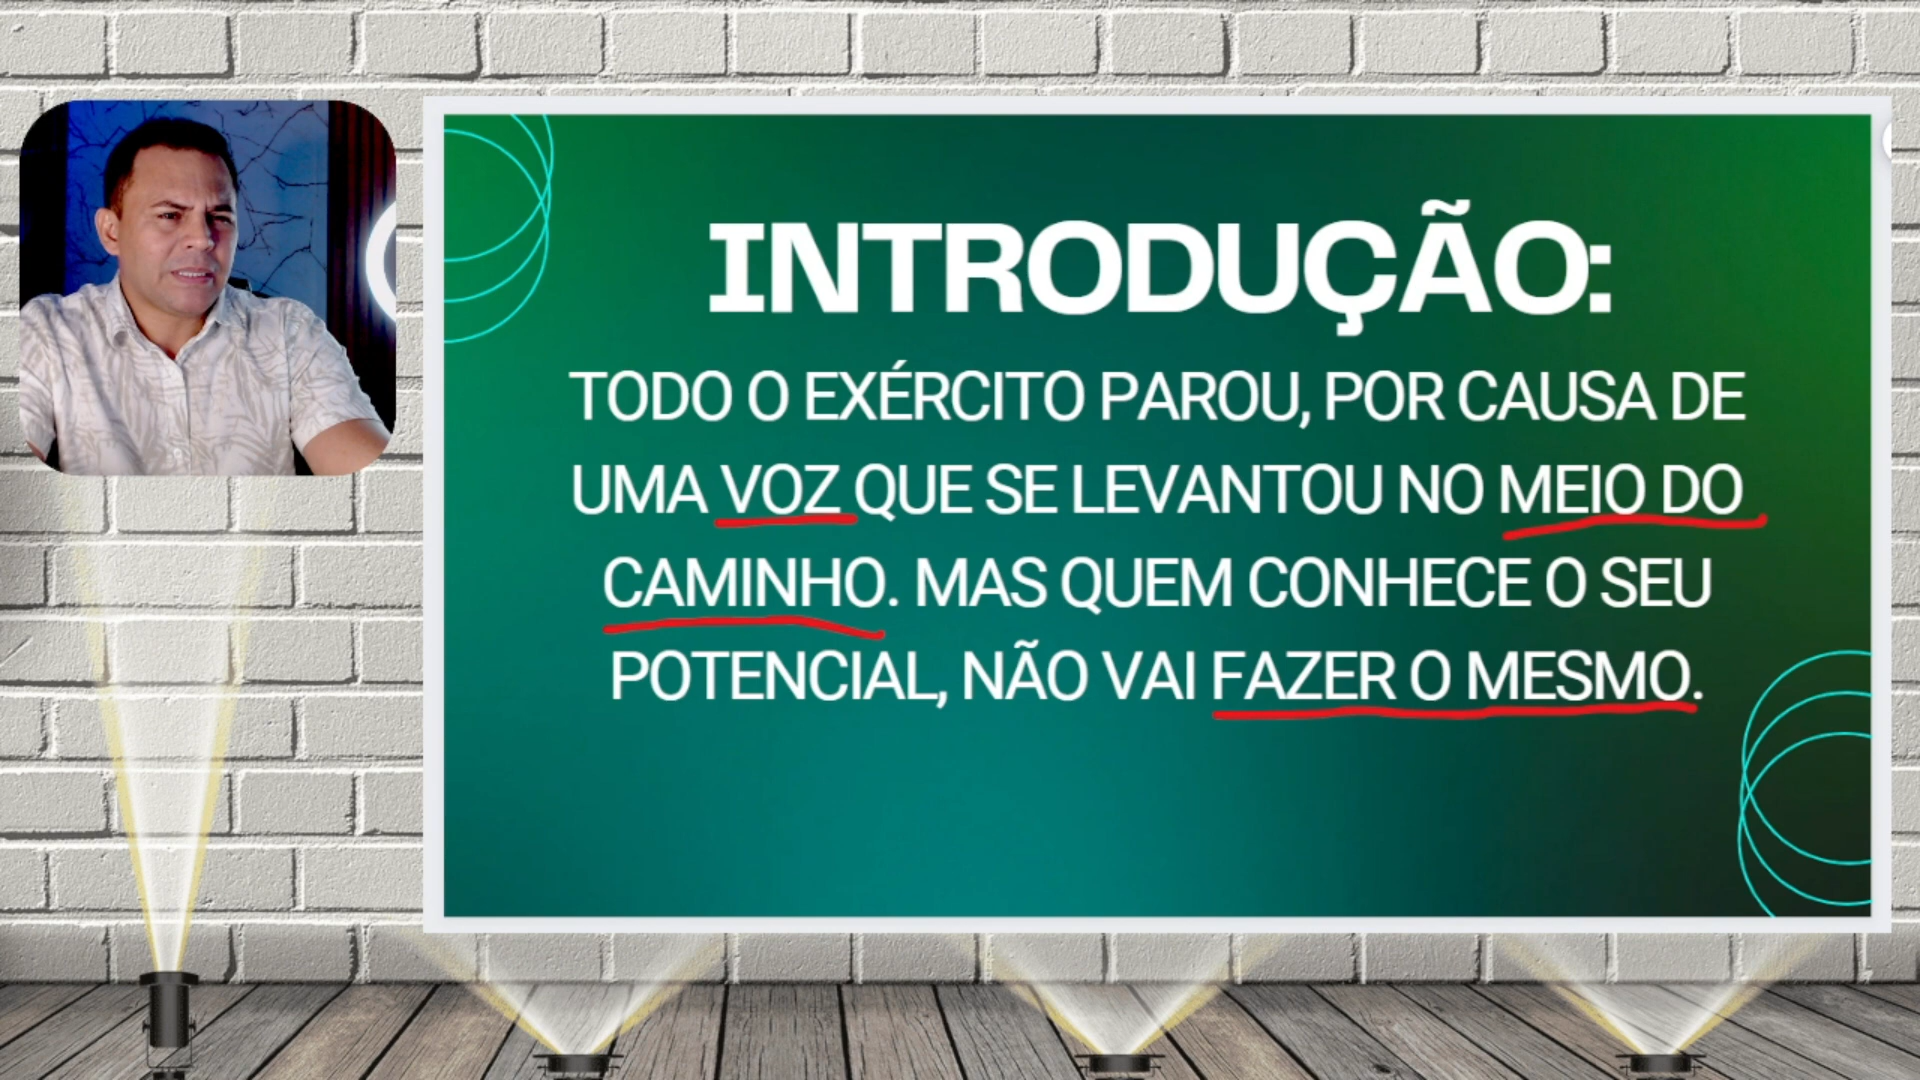 INTRODUÇÃO:
TODO O EXÉRCITO PAROU, POR CAUSA DE
UMA VOZ QUE SE LEVANTOU NO MEIO DO
CAMINHO. MAS QUEM CONHECE O SEU
POTENCIAL, NÃO VAI FAZER O MESMO.